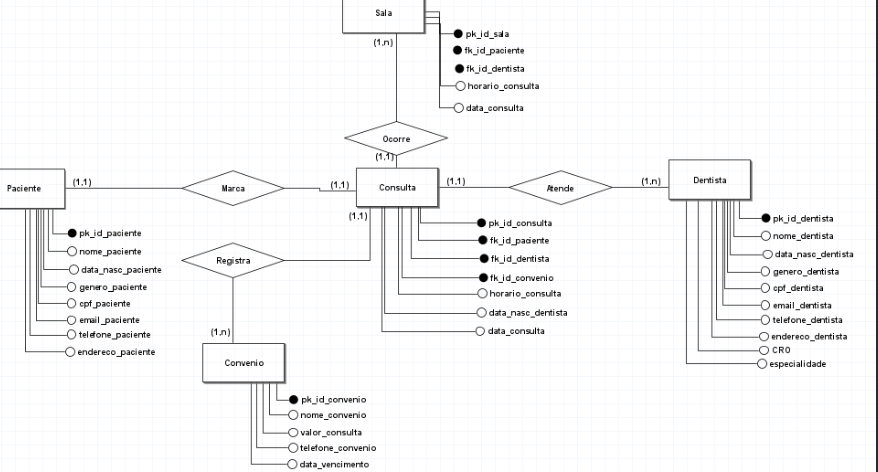 Sala
pk_id_sala
(1,n)
fk_id_paciente
fk_id_dentista
horario_consulta
data_consulta
Ocorre
(1,1)
Paciente
(1,1)
Marca
(1,1)
Consulta
(1,1)
Atende
(1,n)
Dentista
(1,1)
pk_id_paciente
nome_paciente
data_nasc_paciente
genero_paciente
cpf_paciente
email_paciente
telefone_paciente
endereco_paciente
pk_id_consulta
fk_id_paciente
fk_id_dentista
fk_id_convenio
horario_consulta
data_nasc_dentista
data_consulta
pk_id_dentista
nome_dentista
data_nasc_dentista
genero_dentista
cpf_dentista
email_dentista
telefone_dentista
endereco_dentista
CRO
especialidade
Registra
(1,n)
Convenio
pk_id_convenio
nome_convenio
valor_consulta
telefone_convenio
data_vencimento